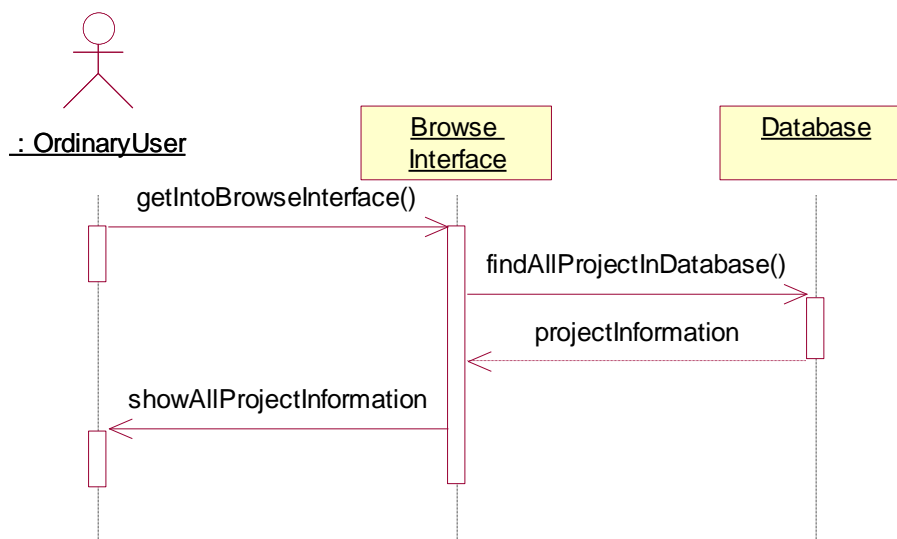 Browse
Interface
Database
: OrdinaryUser
getIntoBrowseInterface()
findAllProjectInDatabase()
projectInformation
showAllProjectInformation